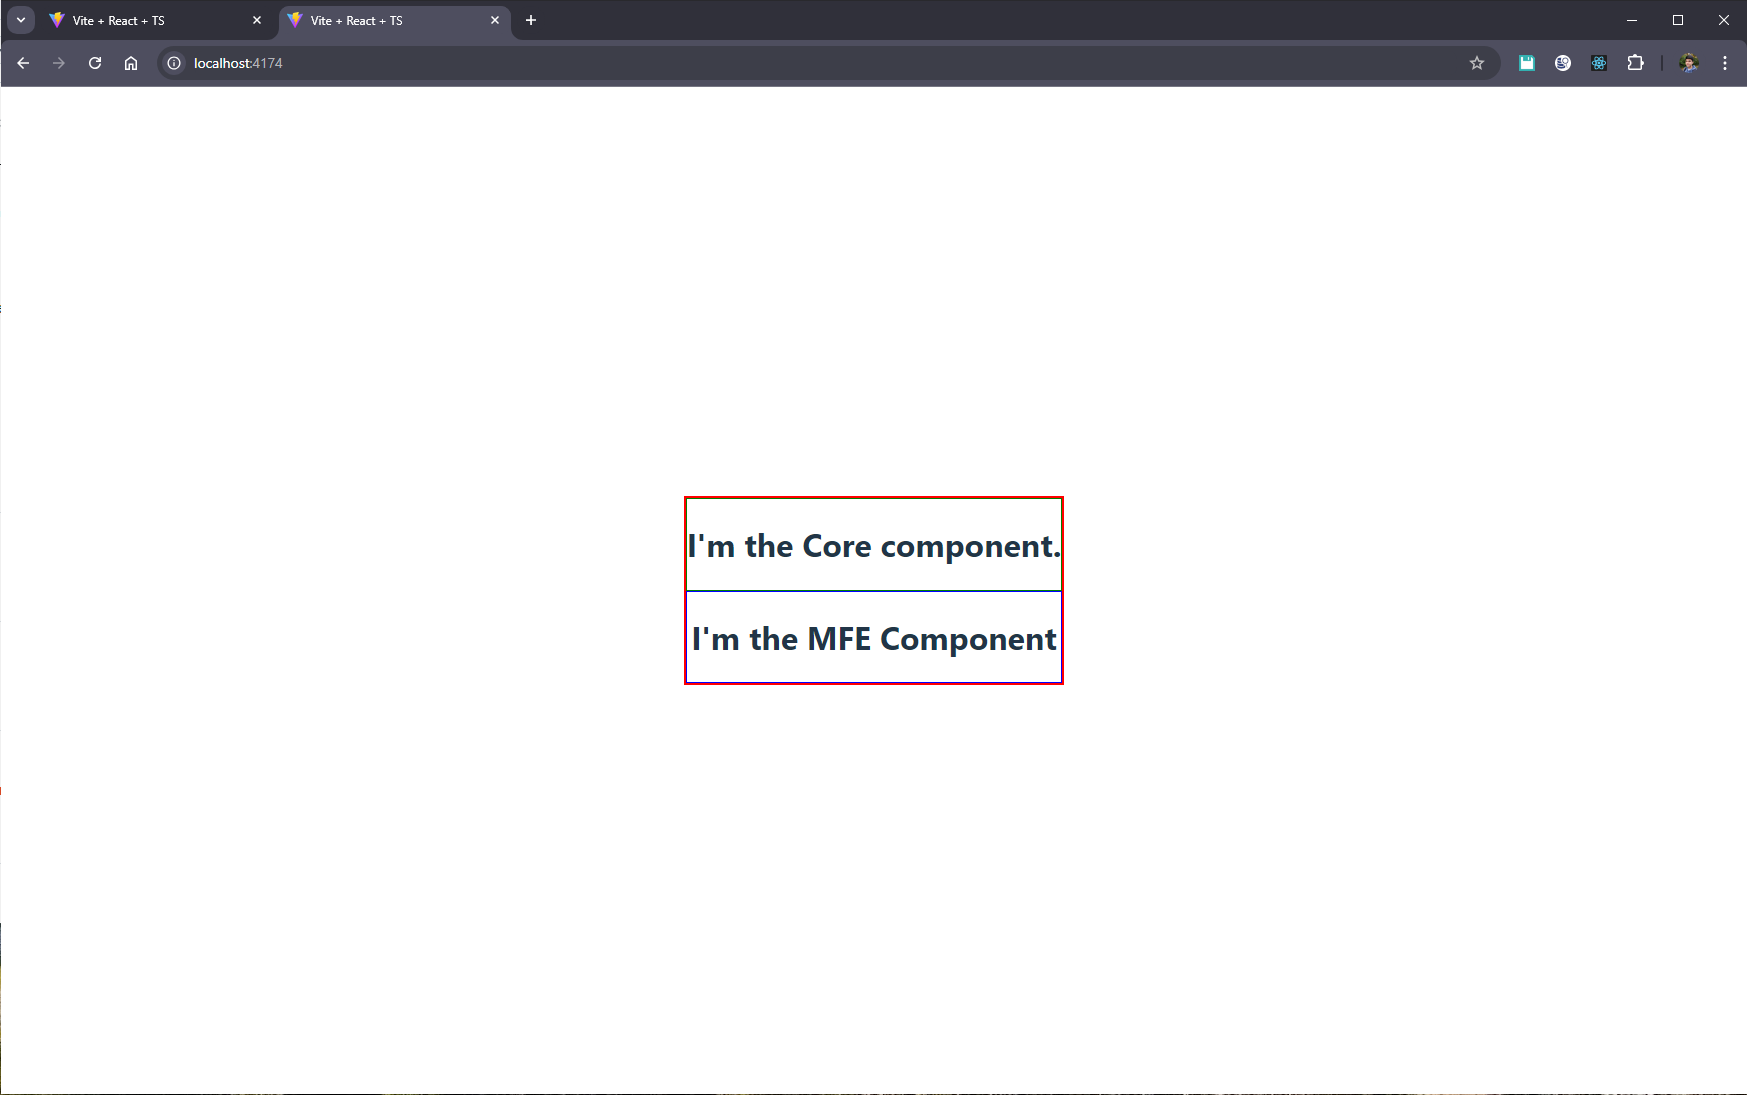 Vite + React + TS
Vite + React + TS
localhost:4174
I'm the Core component.
I'm the MFE Component